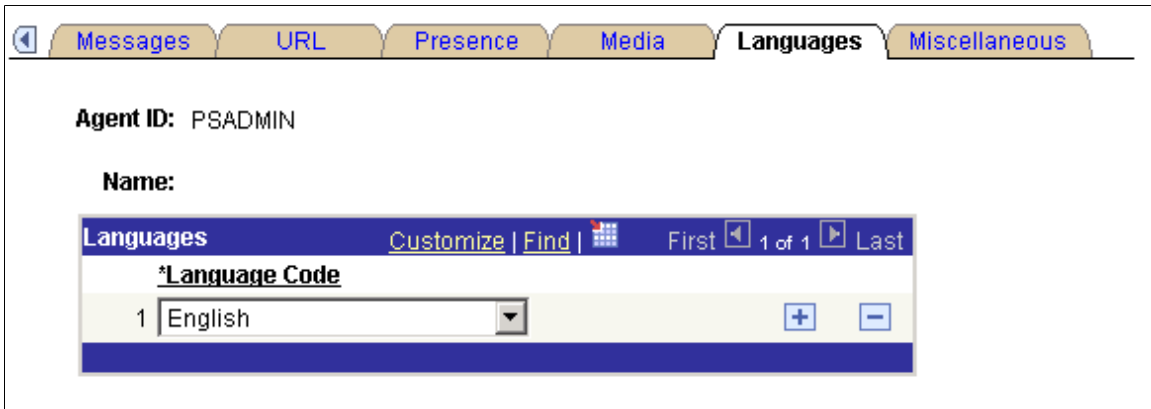 Messages URL Presence Media Languages Miscellaneous
Agent ID: PSADMIN
Name:
Languages Customize | Find | First 1 of 1 Last
*Language Code
1 English